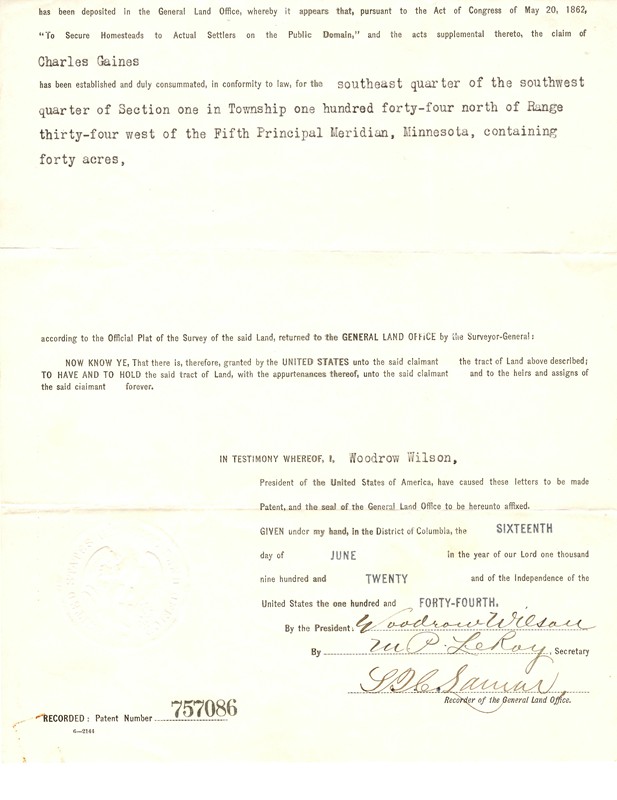 has been deposited in the General Land Office, whereby it appears that, pursuant to the Act of Congress of May 20, 1862,
"To Secure Homesteads to Actual Settlers on the Public Domain," and the acts supplemental thereto, the claim of
Charles Gaines
has been established and duly consummated, in conformity to law, for the southeast quarter of the southwest
quarter of Section one in Township one hundred forty-four north of Range
thirty-four west of the Fifth Principal Meridian, Minnesota, containing
forty acres,
according to the Official Plat of the Survey of the said Land, returned to the GENERAL LAND OFFICE by the Surveyor-General:
NOW KNOW YE, That there is, therefore, granted by the UNITED STATES unto the said claimant the tract of Land above described;
TO HAVE AND TO HOLD the said tract of Land, with the appurtenances thereof, unto the said claimant and to the heirs and assigns of
the said claimant forever.
IN TESTIMONY WHEREOF, I, Woodrow Wilson,
President of the United States of America, have caused these letters to be made
Patent, and the seal of the General Land Office to be hereunto affixed.
GIVEN under my hand, in the District of Columbia, the SIXTEENTH
day of JUNE in the year of our Lord one thousand
nine hundred and TWENTY and of the Independence of the
United States the one hundred and FORTY-FOURTH.
By the President: Woodrow Wilson
By M. P. LeRoy, Secretary
L. Q. C. Lamar,
Recorder of the General Land Office.
RECORDED: Patent Number 757086
6—2144